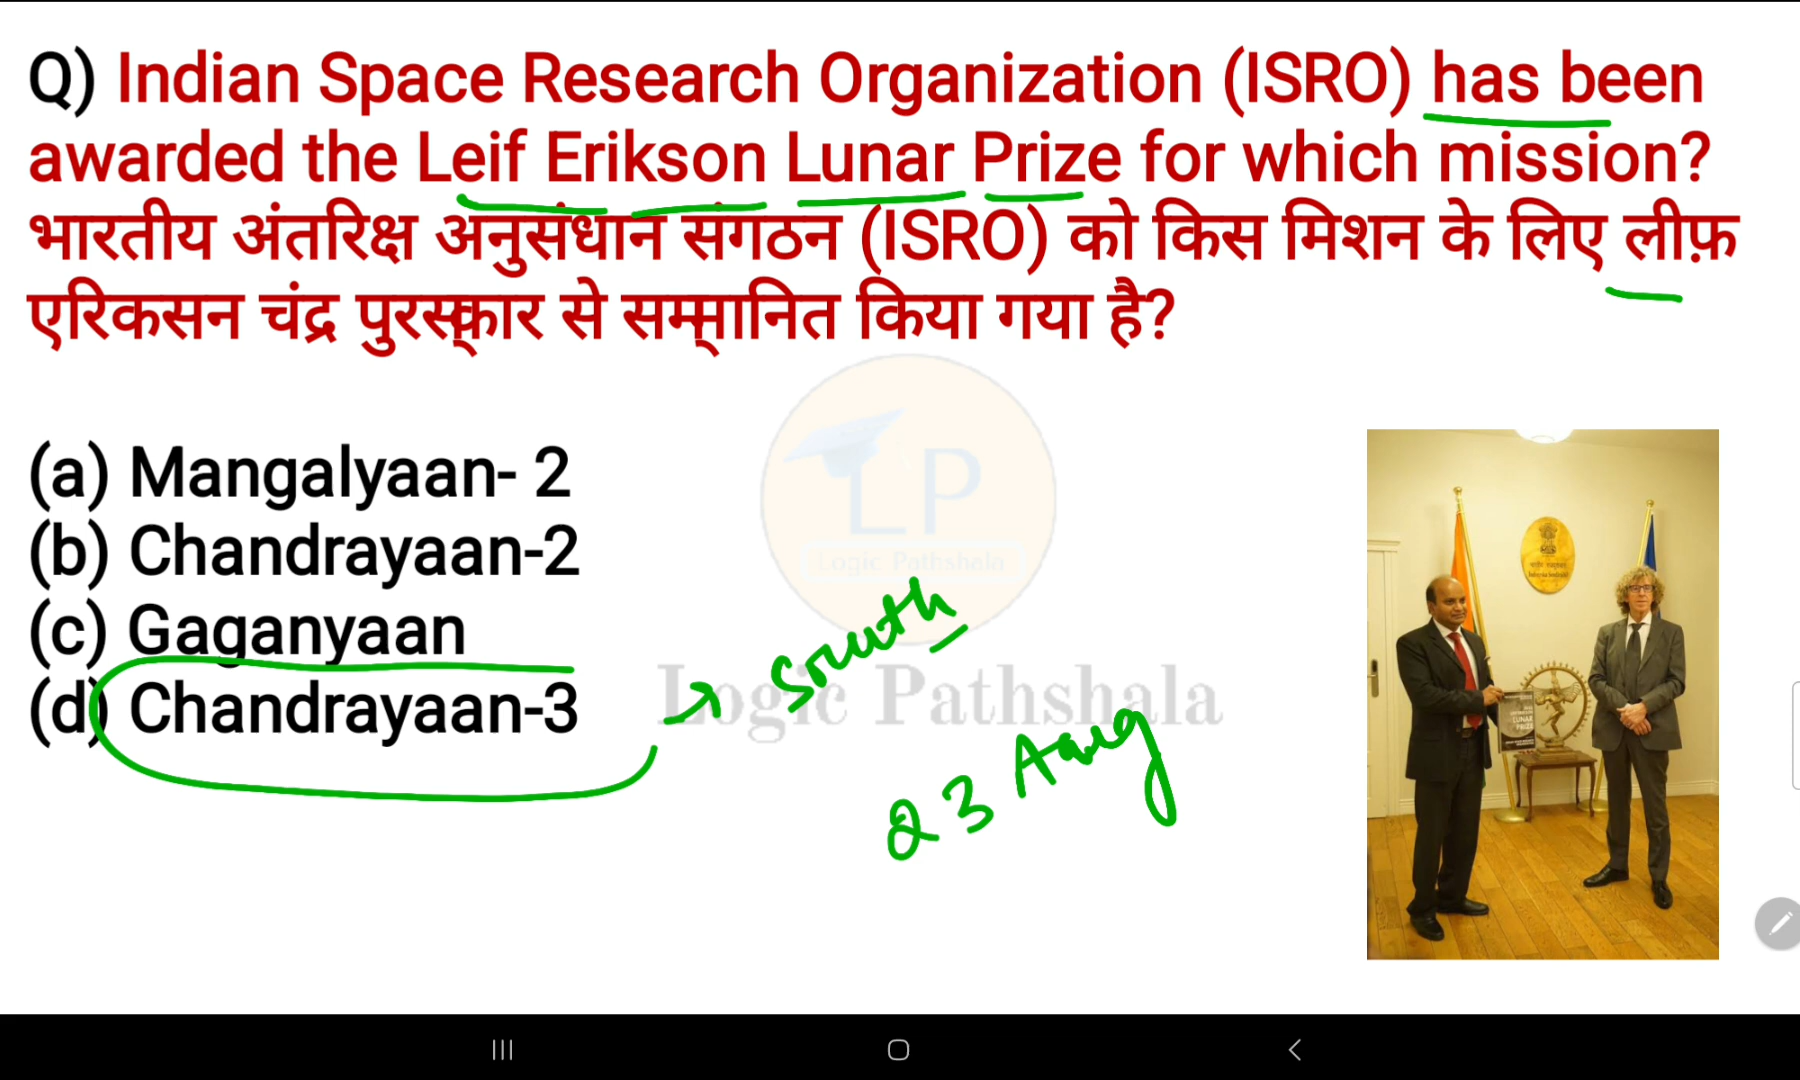 Q) Indian Space Research Organization (ISRO) has been
awarded the Leif Erikson Lunar Prize for which mission?
भारतीय अंतरिक्ष अनुसंधान संगठन (ISRO) को किस मिशन के लिए लीफ़
एरिकसन चंद्र पुरस्कार से सम्मानित किया गया है?
(a) Mangalyaan- 2
(b) Chandrayaan-2
(c) Gaganyaan
(d) Chandrayaan-3
LP
Logic Pathshala
Logic Pathshala
South
23 Aug
LUNAR
PRIZE